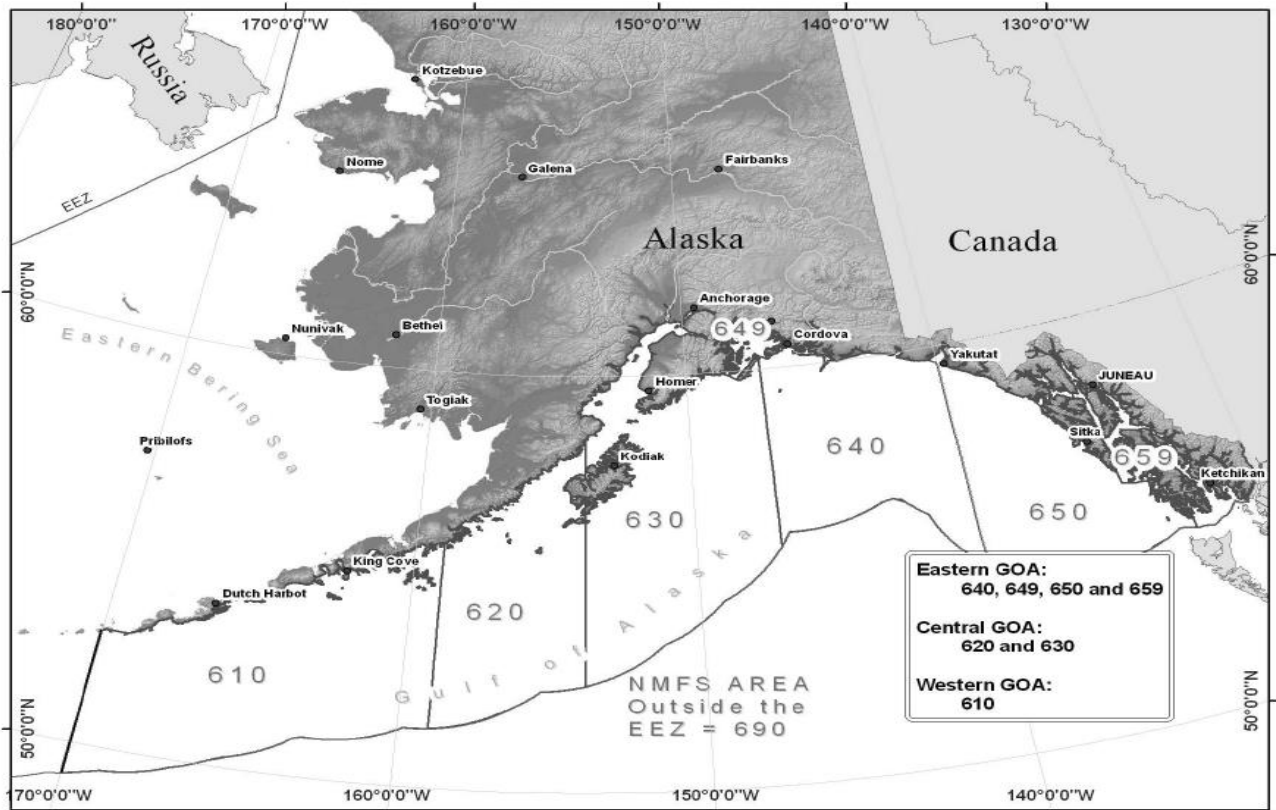 180°0'0"W
170°0'0"W
160°0'0"W
150°0'0"W
140°0'0"W
130°0'0"W
Russia
Kotzebue
Nome
Galena
Fairbanks
EEZ
Alaska
Canada
60°0'0"N
60°0'0"N
Anchorage
649
Cordova
Nunivak
Bethel
Yakutat
Eastern Bering Sea
Homer
JUNEAU
Togiak
Sitka
640
659
Pribilofs
Kodiak
Ketchikan
630
650
King Cove
Dutch Harbot
620
610
Gulf of Alaska
NMFS AREA
Outside the
EEZ = 690
Eastern GOA:
640, 649, 650 and 659
Central GOA:
620 and 630
Western GOA:
610
50°0'0"N
50°0'0"N
170°0'0"W
160°0'0"W
150°0'0"W
140°0'0"W